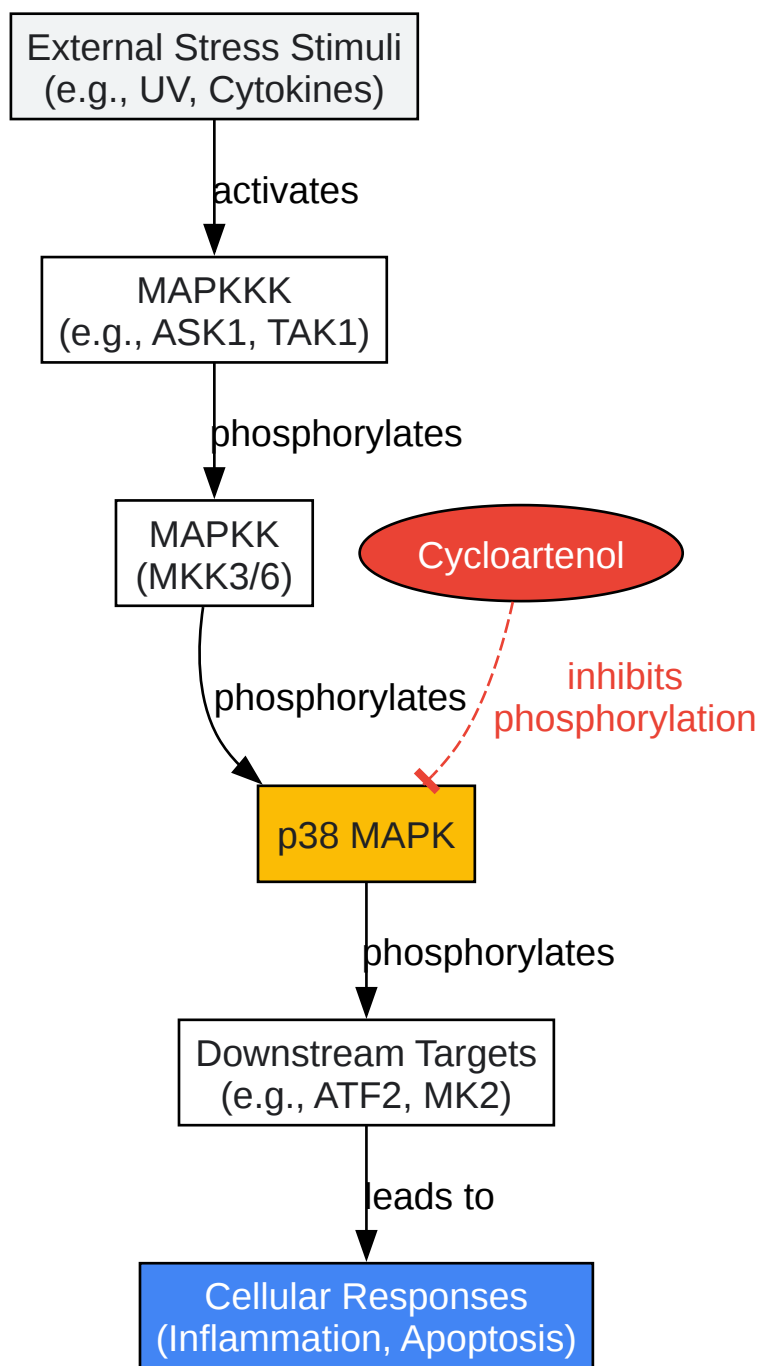 External Stress Stimuli
(e.g., UV, Cytokines)
activates
MAPKKK
(e.g., ASK1, TAK1)
phosphorylates
MAPKK
(MKK3/6)
Cycloartenol
phosphorylates
inhibits
phosphorylation
p38 MAPK
phosphorylates
Downstream Targets
(e.g., ATF2, MK2)
leads to
Cellular Responses
(Inflammation, Apoptosis)